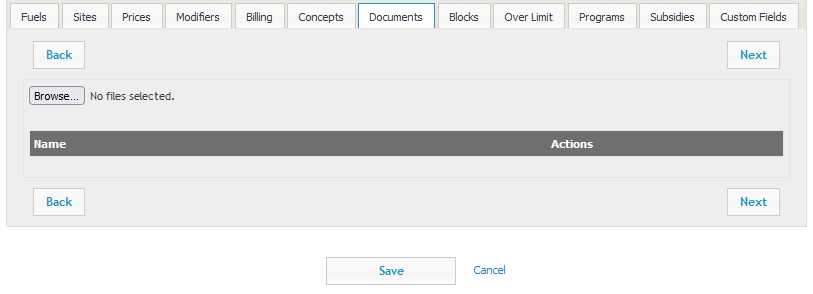 Fuels Sites Prices Modifiers Billing Concepts Documents Blocks Over Limit Programs Subsidies Custom Fields
Back Next
Browse... No files selected.
Name Actions
Back Next
Save Cancel